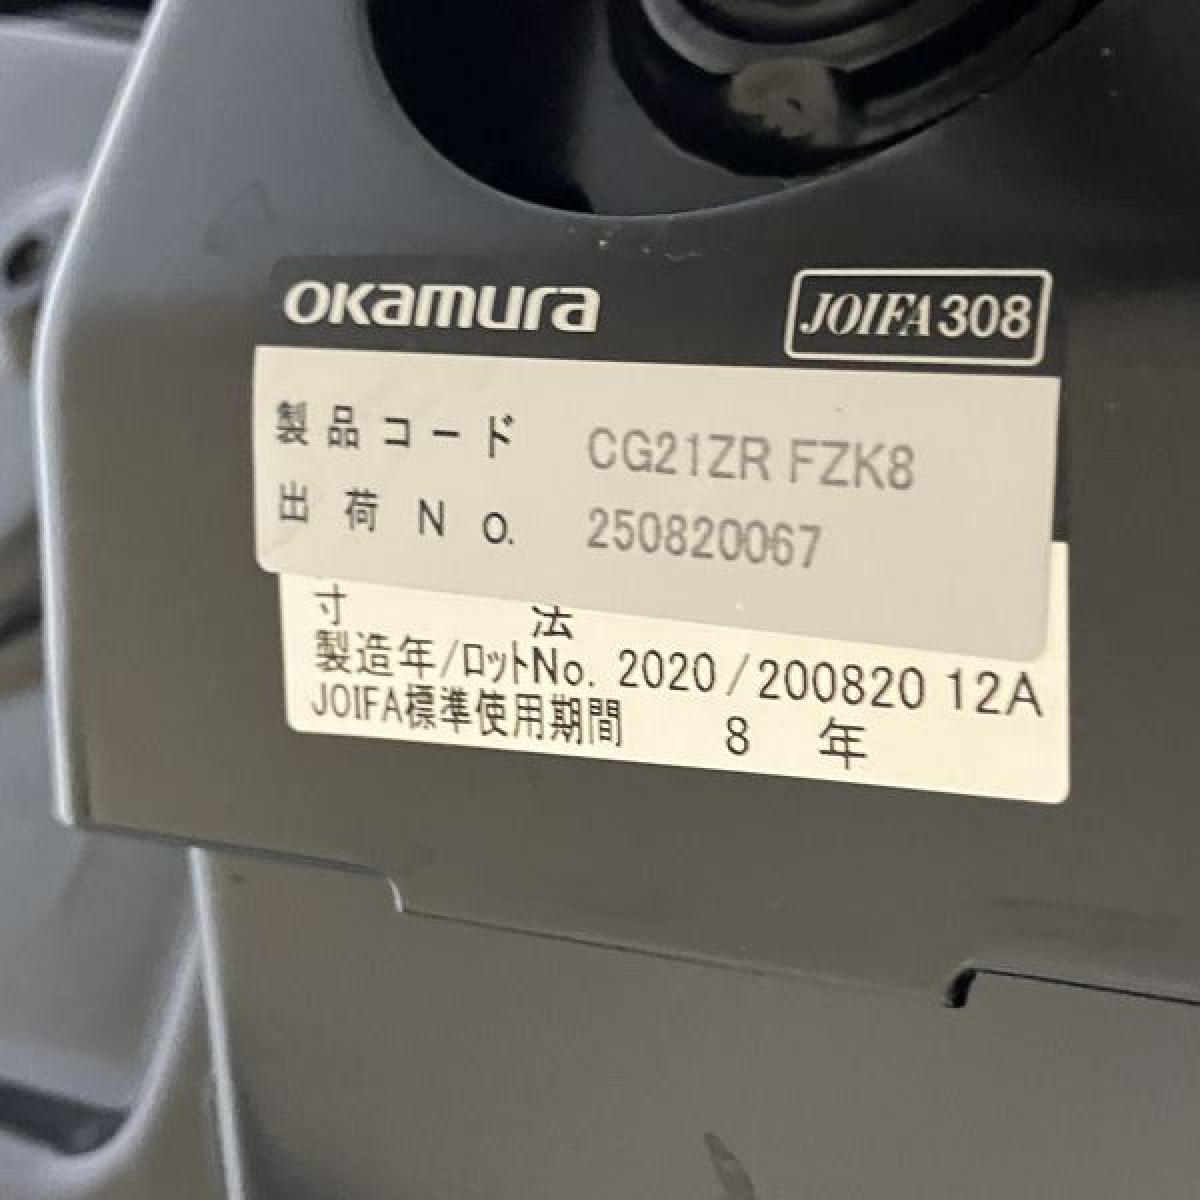 okamura
JOIFA308
製品コード CG21ZR FZK8
出荷No. 250820067
寸法
製造年/ロットNo. 2020/200820 12A
JOIFA標準使用期間 8年